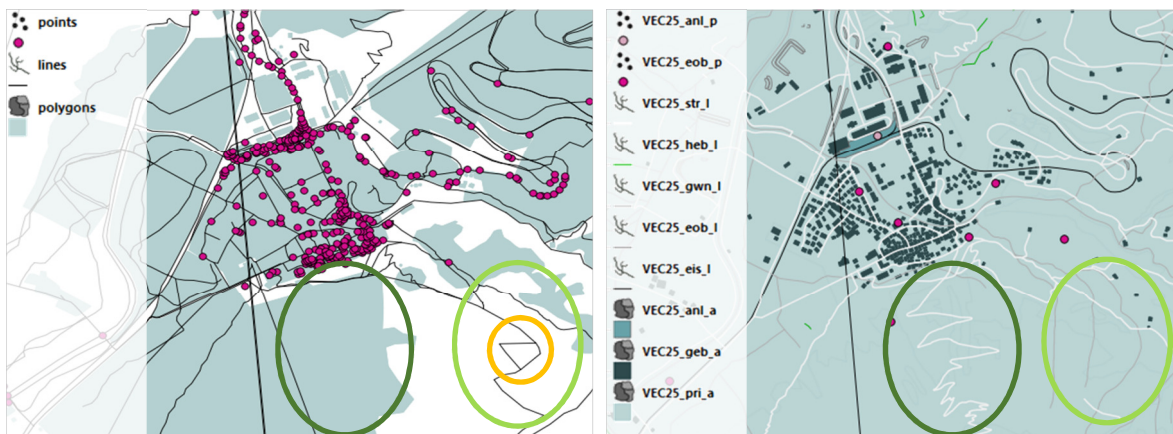 points
lines
polygons
VEC25_anl_p
VEC25_eob_p
VEC25_str_l
VEC25_heb_l
VEC25_gwn_l
VEC25_eob_l
VEC25_eis_l
VEC25_anl_a
VEC25_geb_a
VEC25_pri_a